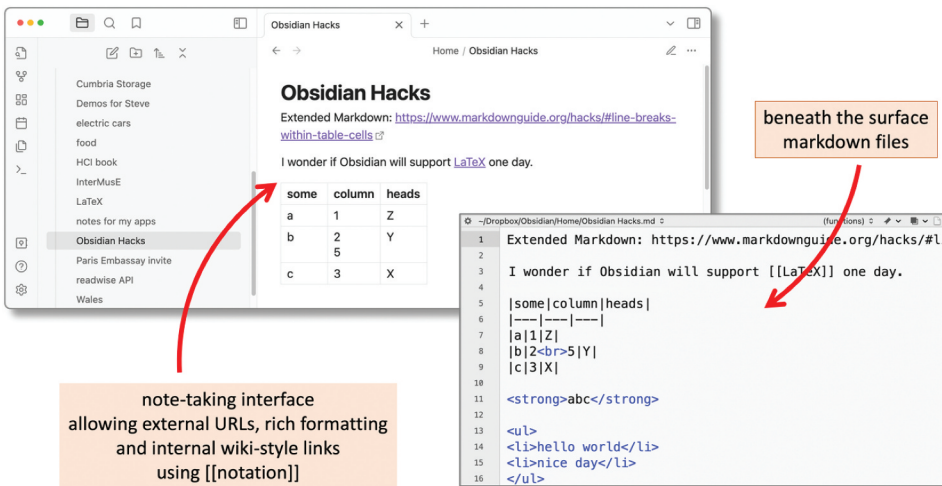 Obsidian Hacks
Home / Obsidian Hacks
Cumbria Storage
Demos for Steve
electric cars
food
HCI book
InterMusE
LaTeX
notes for my apps
Obsidian Hacks
Paris Embassay invite
readwise API
Wales
Obsidian Hacks
Extended Markdown: https://www.markdownguide.org/hacks/#line-breaks-
within-table-cells
I wonder if Obsidian will support LaTeX one day.
some column heads
a 1 Z
b 2 Y
5
c 3 X
beneath the surface
markdown files
~/Dropbox/Obsidian/Home/Obsidian Hacks.md
1 Extended Markdown: https://www.markdownguide.org/hacks/#li
2
3 I wonder if Obsidian will support [[LaTeX]] one day.
4
5 |some|column|heads|
6 |---|---|---|
7 |a|1|Z|
8 |b|2<br>5|Y|
9 |c|3|X|
10
11 <strong>abc</strong>
12
13 <ul>
14 <li>hello world</li>
15 <li>nice day</li>
16 </ul>
note-taking interface
allowing external URLs, rich formatting
and internal wiki-style links
using [[notation]]